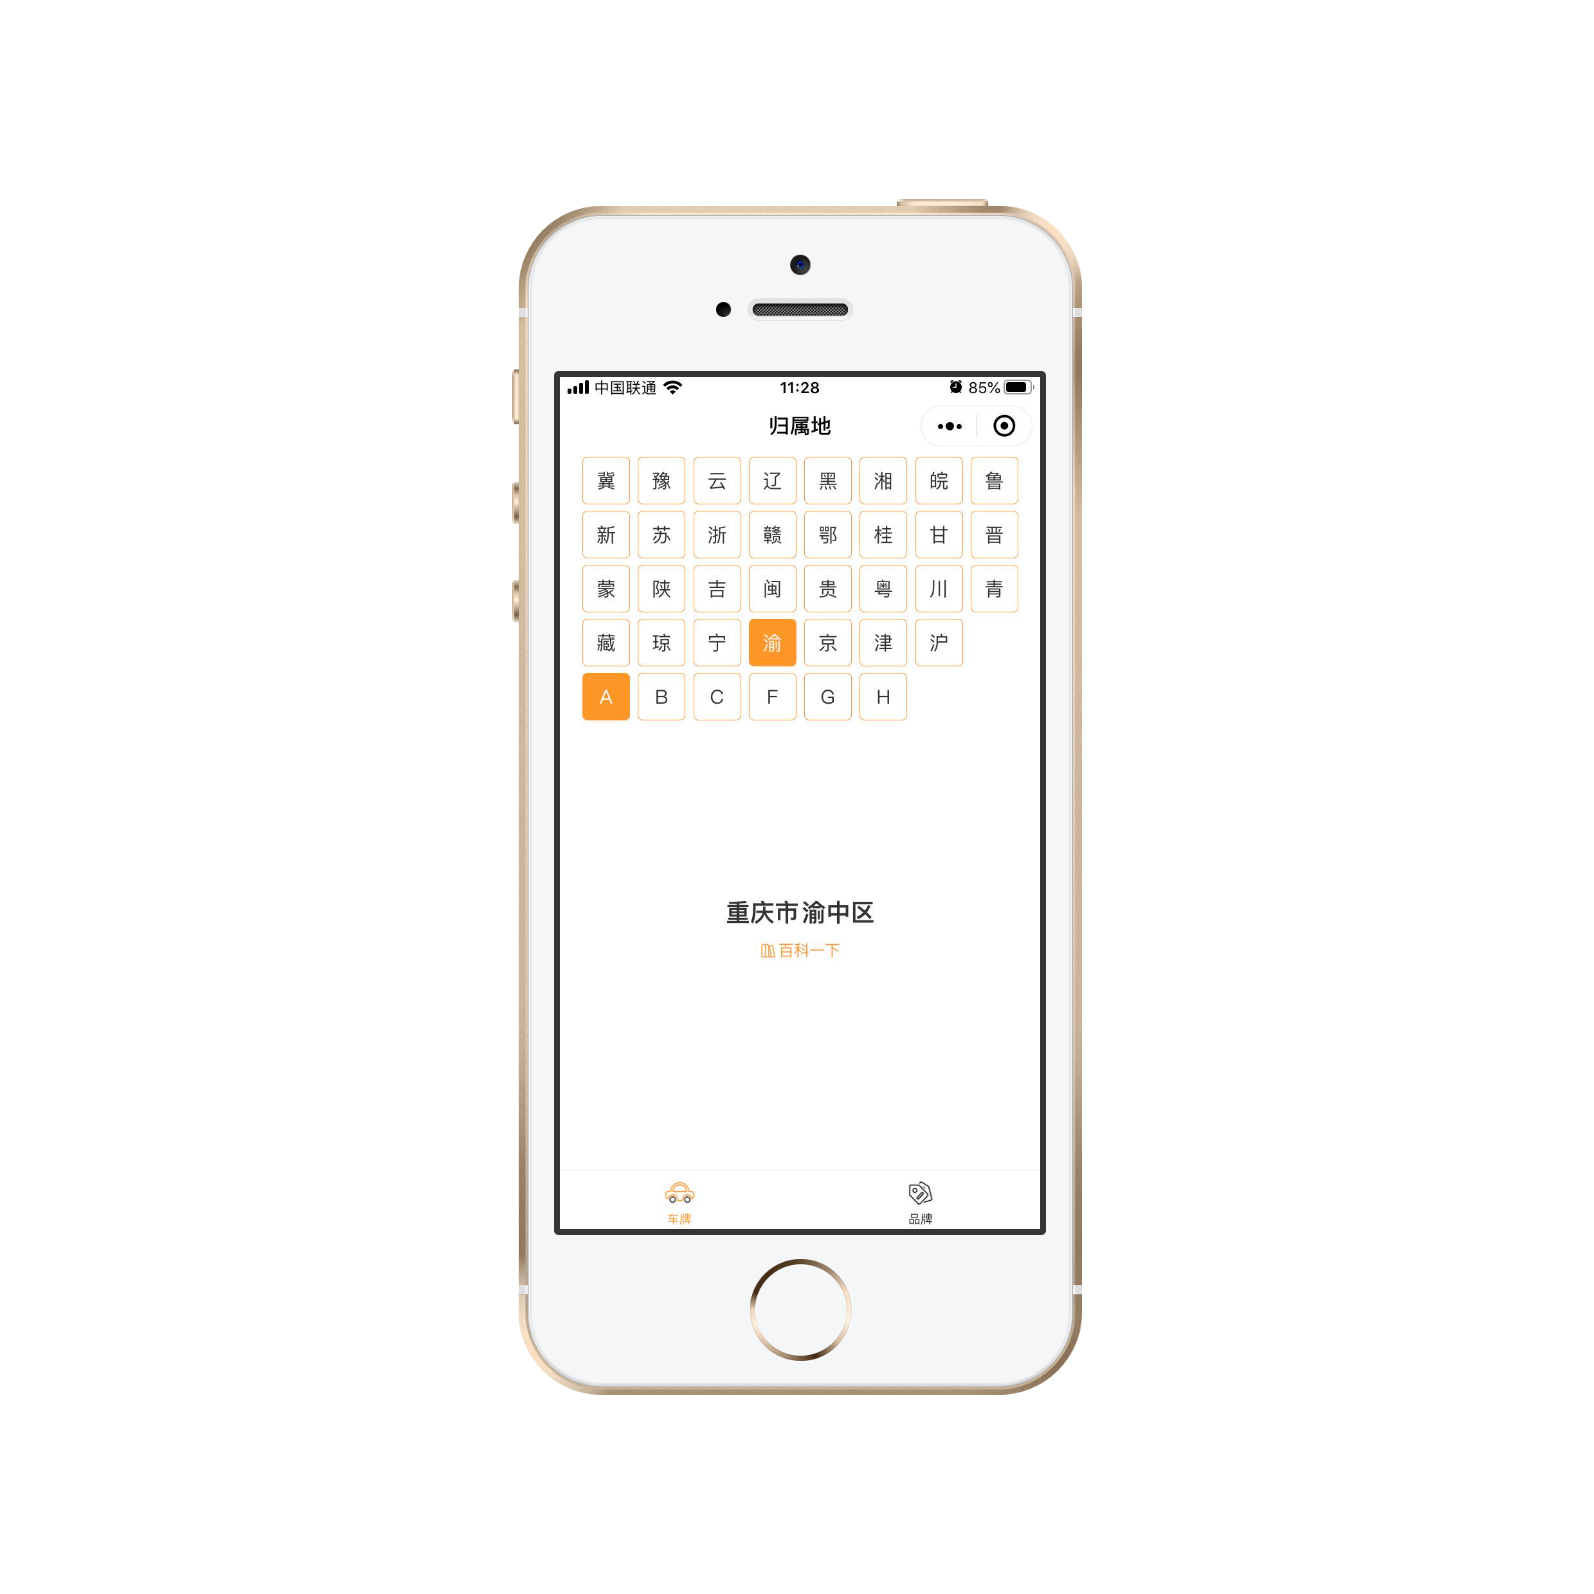 中国联通 11:28 85%
归属地
冀 豫 云 辽 黑 湘 皖 鲁
新 苏 浙 赣 鄂 桂 甘 晋
蒙 陕 吉 闽 贵 粤 川 青
藏 琼 宁 渝 京 津 沪
A B C F G H
重庆市渝中区
百科一下
车牌 品牌